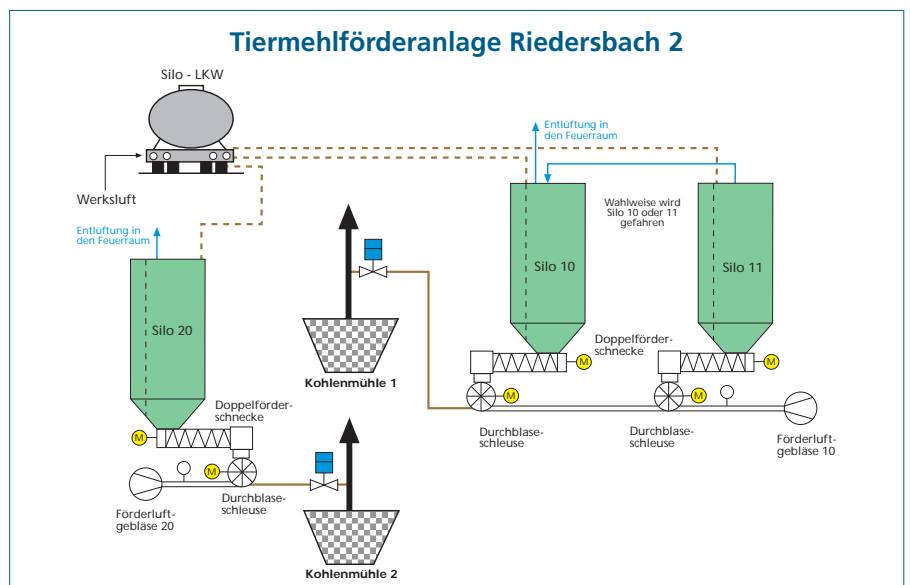 Tiermehlförderanlage Riedersbach 2
Silo - LKW
Werksluft
Entlüftung in
den Feuerraum
Entlüftung in
den Feuerraum
Wahlweise wird
Silo 10 oder 11
gefahren
Silo 10
Silo 11
Silo 20
Kohlenmühle 1
Doppelförder-
schnecke
M
M
M
M
Durchblase-
schleuse
Durchblase-
schleuse
Förderluft-
gebläse 10
Doppelförder-
schnecke
M
M
Förderluft-
gebläse 20
Durchblase-
schleuse
Kohlenmühle 2